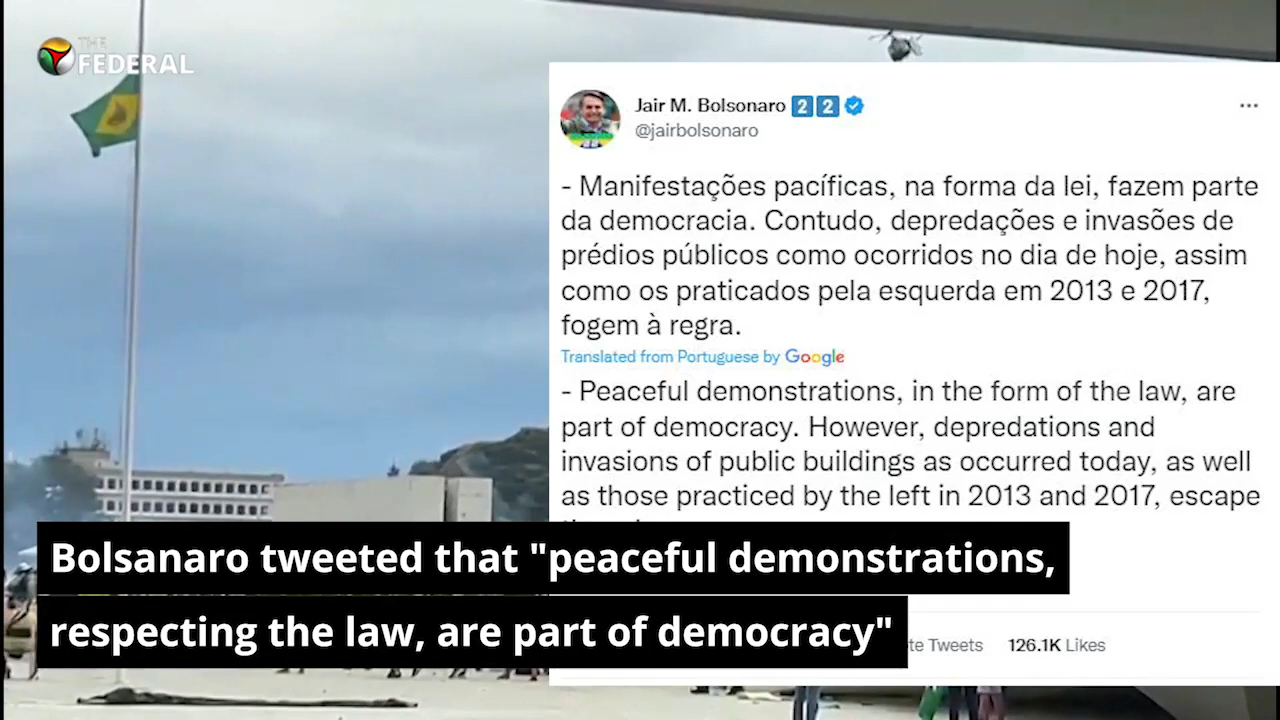 THE
FEDERAL
Jair M. Bolsonaro 2 2
@jairbolsonaro
- Manifestações pacíficas, na forma da lei, fazem parte
da democracia. Contudo, depredações e invasões de
prédios públicos como ocorridos no dia de hoje, assim
como os praticados pela esquerda em 2013 e 2017,
fogem à regra.
Translated from Portuguese by Google
- Peaceful demonstrations, in the form of the law, are
part of democracy. However, depredations and
invasions of public buildings as occurred today, as well
as those practiced by the left in 2013 and 2017, escape
Bolsanaro tweeted that "peaceful demonstrations,
respecting the law, are part of democracy"
Tweets 126.1K Likes